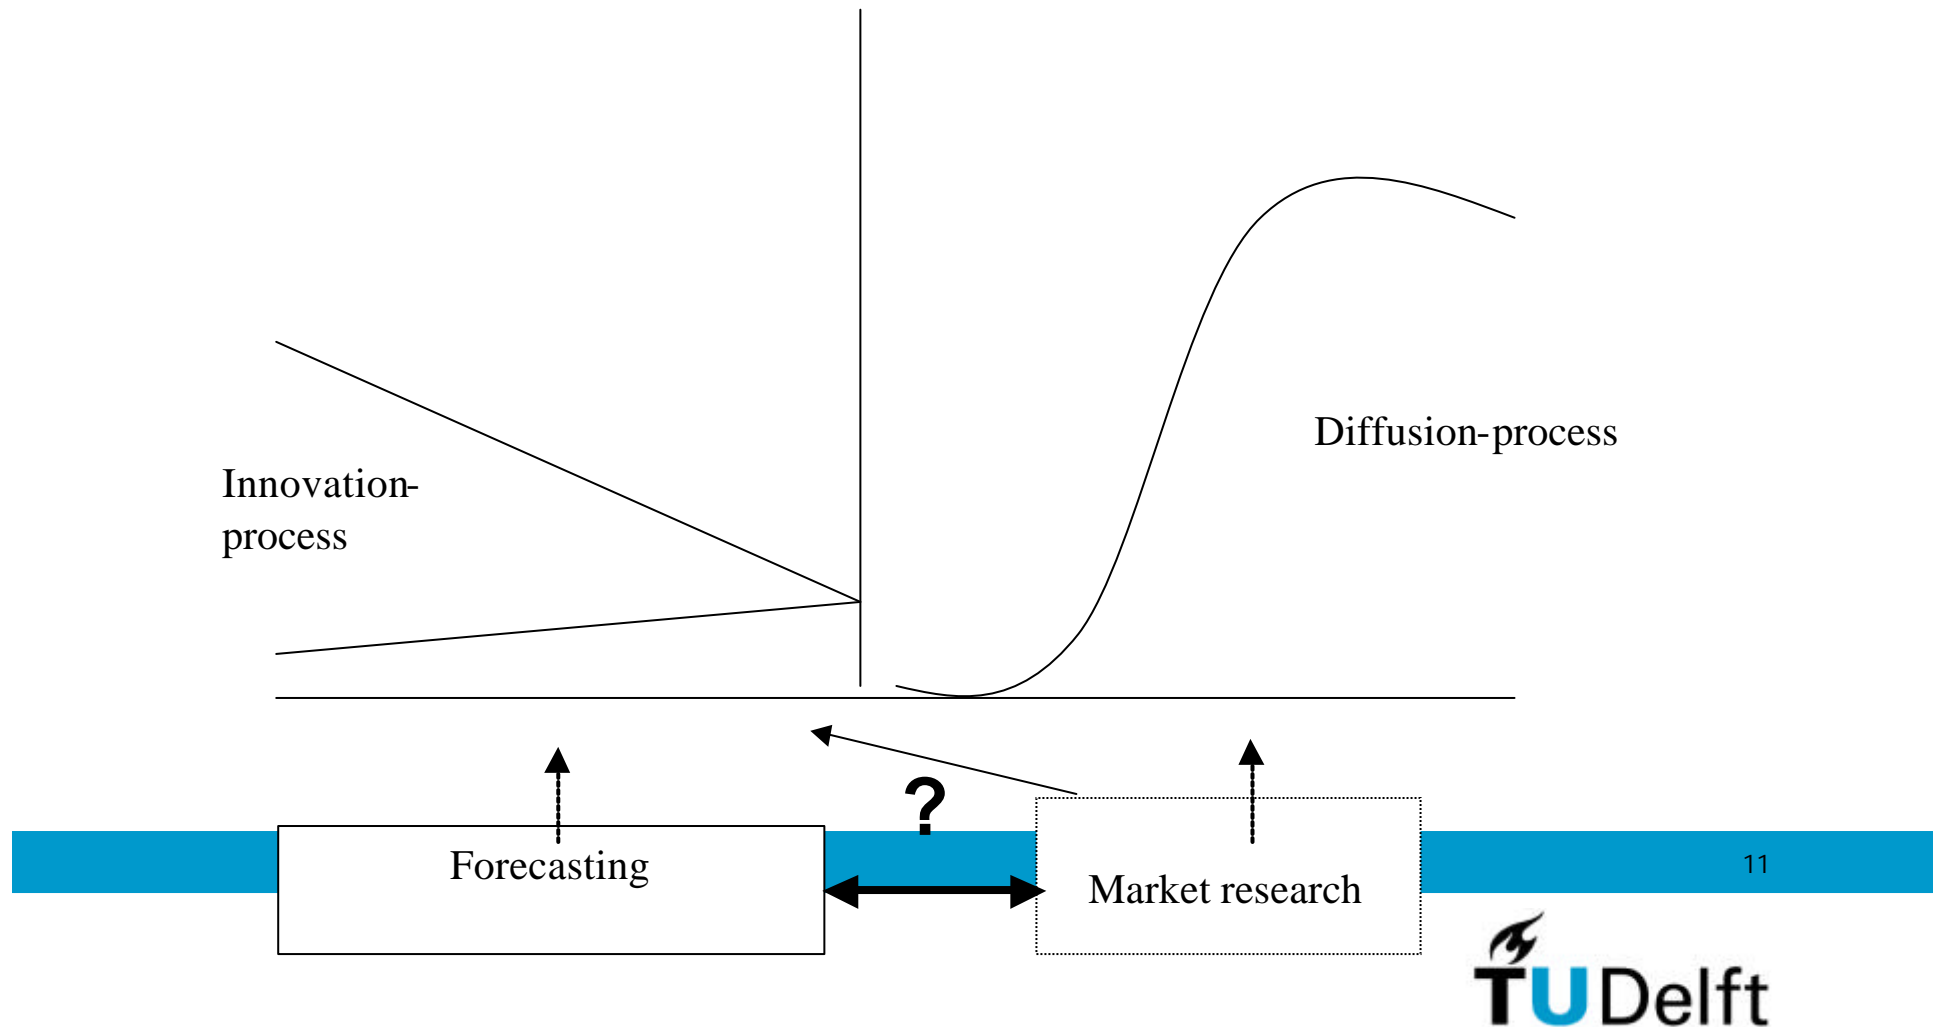 Diffusion-process
Innovation-
process
?
Forecasting
Market research
11
TUDelft